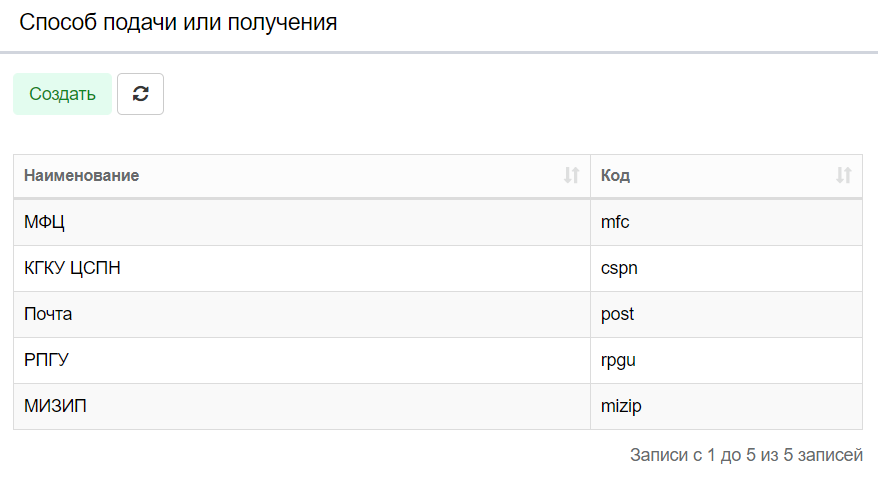 Способ подачи или получения
Создать
Наименование Код
МФЦ mfc
КГКУ ЦСПН cspn
Почта post
РПГУ rpgu
МИЗИП mizip
Записи с 1 до 5 из 5 записей